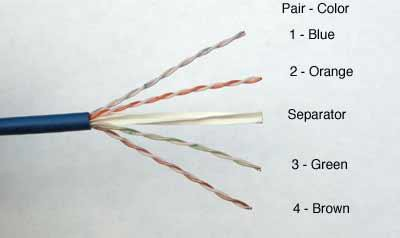 Pair - Color
1 - Blue
2 - Orange
Separator
3 - Green
4 - Brown